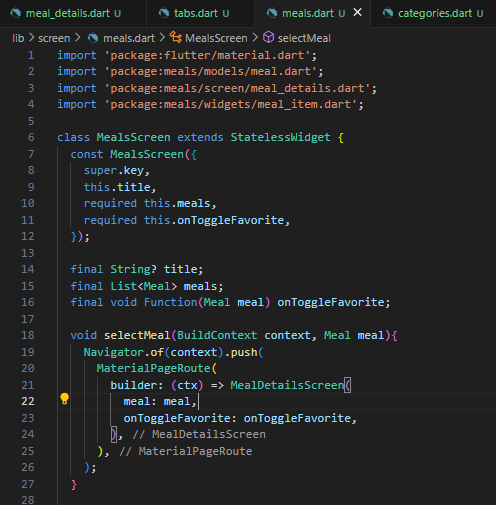 meal_details.dart U tabs.dart U meals.dart U × categories.dart U
lib > screen > meals.dart > MealsScreen > selectMeal
1 import 'package:flutter/material.dart';
2 import 'package:meals/models/meal.dart';
3 import 'package:meals/screen/meal_details.dart';
4 import 'package:meals/widgets/meal_item.dart';
5
6 class MealsScreen extends StatelessWidget {
7 const MealsScreen({
8 super.key,
9 this.title,
10 required this.meals,
11 required this.onToggleFavorite,
12 });
13
14 final String? title;
15 final List<Meal> meals;
16 final void Function(Meal meal) onToggleFavorite;
17
18 void selectMeal(BuildContext context, Meal meal){
19 Navigator.of(context).push(
20 MaterialPageRoute(
21 builder: (ctx) => MealDetailsScreen(
22 meal: meal,
23 onToggleFavorite: onToggleFavorite,
24 ), // MealDetailsScreen
25 ), // MaterialPageRoute
26 );
27 }
28